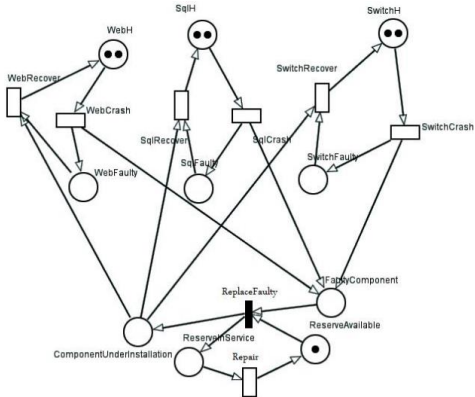 SwitchH
SqlH
WebH
SwitchRecover
WebRecover
WebCrash
SwitchCrash
SqlRecover
SqlCrash
SqlFaulty
SwitchFaulty
WebFaulty
FaultyComponent
ReplaceFaulty
ReserveInService
ReserveAvailable
ComponentUnderInstallation
Repair